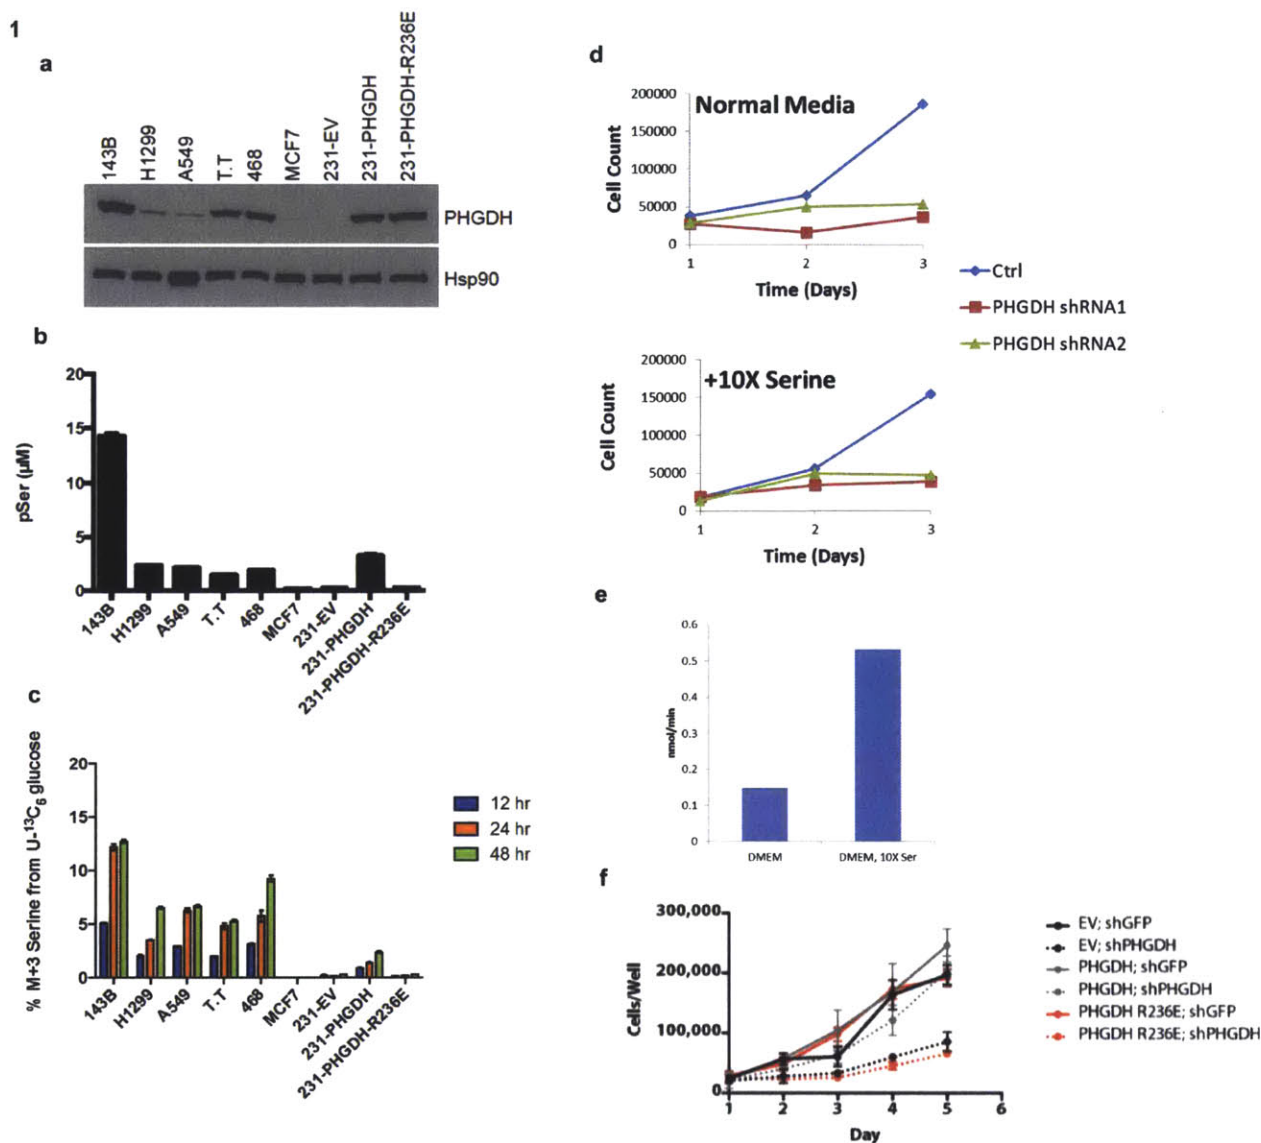 1
a
143B
H1299
A549
T.T
468
MCF7
231-EV
231-PHGDH
231-PHGDH-R236E
PHGDH
Hsp90
b
20
15
10
5
0
pSer (µM)
143B
H1299
A549
T.T
468
MCF7
231-EV
231-PHGDH
231-PHGDH-R236E
c
20
15
10
5
0
% M+3 Serine from U-¹³C₆ glucose
12 hr
24 hr
48 hr
143B
H1299
A549
T.T
468
MCF7
231-EV
231-PHGDH
231-PHGDH-R236E
d
Normal Media
200000
150000
100000
50000
0
Cell Count
1 2 3
Time (Days)
Ctrl
PHGDH shRNA1
PHGDH shRNA2
+10X Serine
200000
150000
100000
50000
0
Cell Count
1 2 3
Time (Days)
e
0.6
0.5
0.4
0.3
0.2
0.1
0
nmol/min
DMEM DMEM, 10X Ser
f
300,000
200,000
100,000
0
Cells/Well
1 2 3 4 5 6
Day
EV; shGFP
EV; shPHGDH
PHGDH; shGFP
PHGDH; shPHGDH
PHGDH R236E; shGFP
PHGDH R236E; shPHGDH